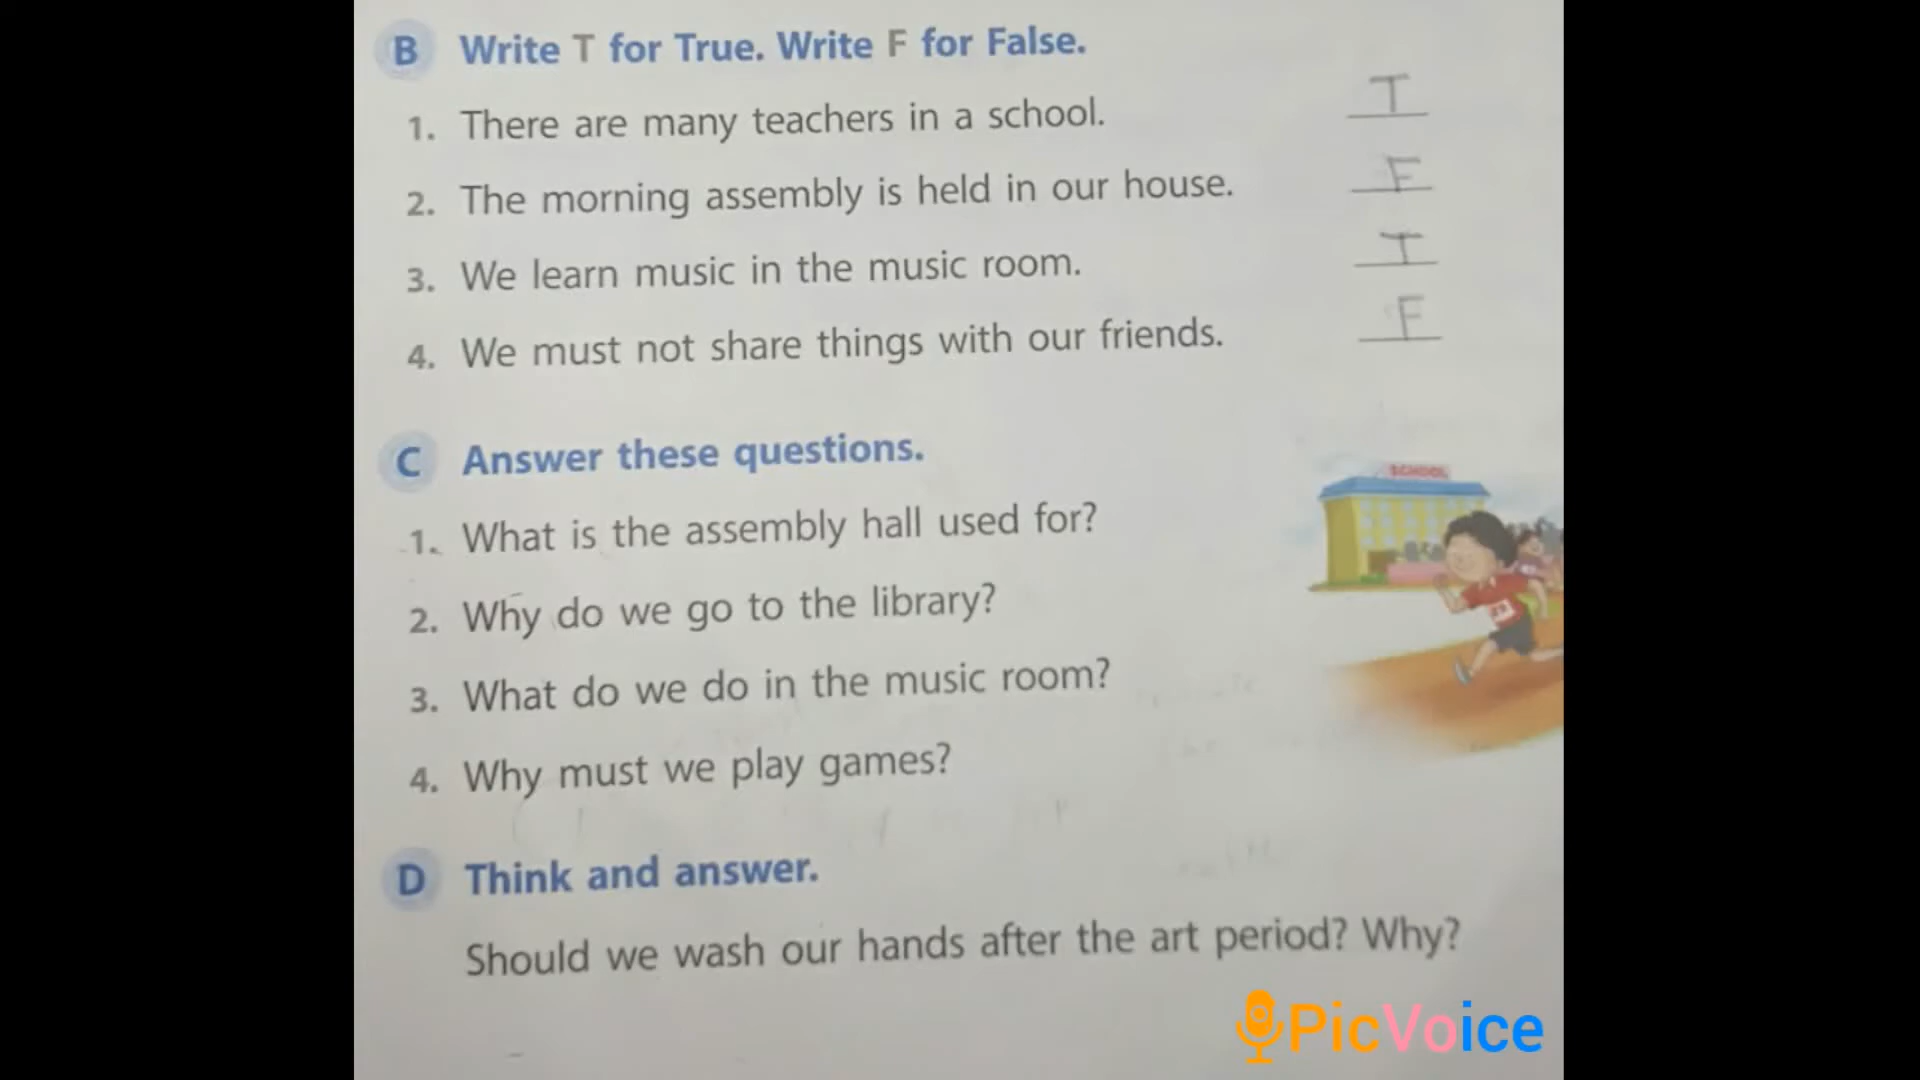 B Write T for True. Write F for False.
1. There are many teachers in a school. T
2. The morning assembly is held in our house. F
3. We learn music in the music room. T
4. We must not share things with our friends. F
C Answer these questions.
SCHOOL
1. What is the assembly hall used for?
2. Why do we go to the library?
3. What do we do in the music room?
4. Why must we play games?
D Think and answer.
Should we wash our hands after the art period? Why?
PicVoice